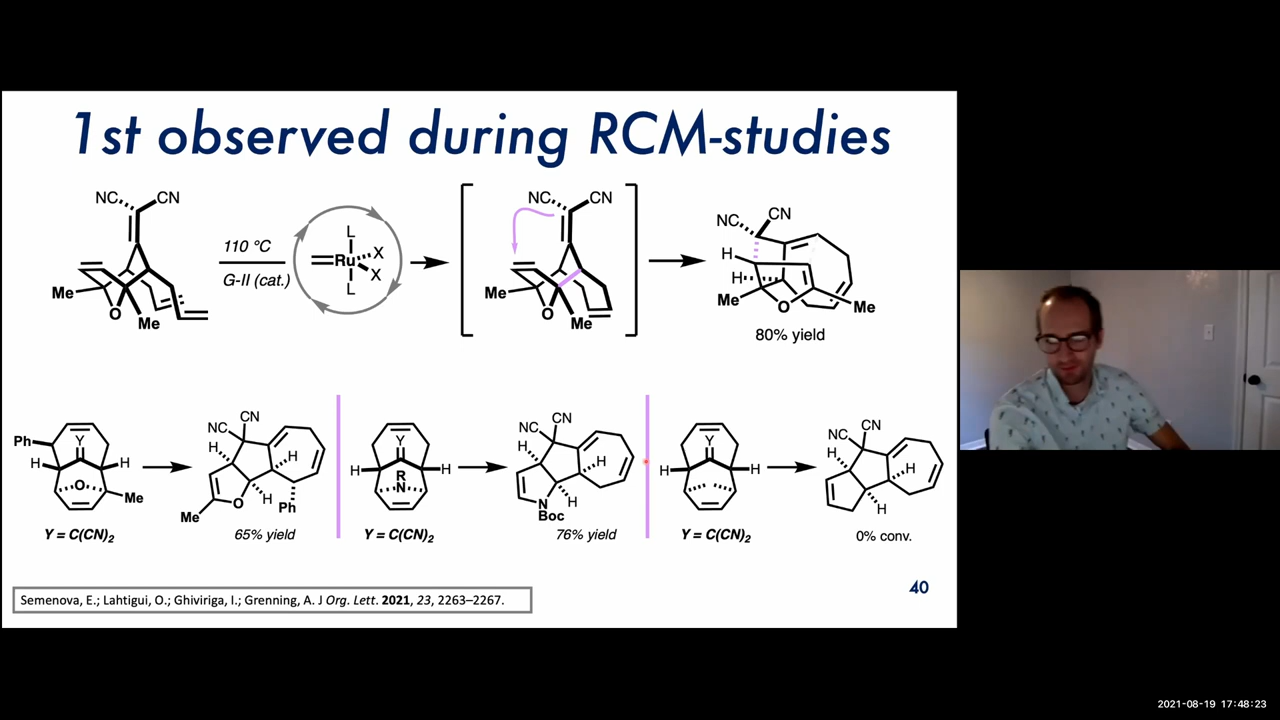 1st observed during RCM-studies
NC CN
110 °C
G-II (cat.)
L
Ru
X
X
L
Me
O
Me
NC CN
Me
O
Me
NC CN
H
H
Me
O
Me
80% yield
Ph
Y
H H
O
Me
Y = C(CN)2
CN
NC
H
H
H
O
Me
Ph
65% yield
Y
H H
R
N
Y = C(CN)2
CN
NC
H
H
H
N
Boc
76% yield
Y
H H
Y = C(CN)2
CN
NC
H
H
H
0% conv.
40
Semenova, E.; Lahtigui, O.; Ghiviriga, I.; Grenning, A. J Org. Lett. 2021, 23, 2263–2267.
2021-08-19 17:48:23